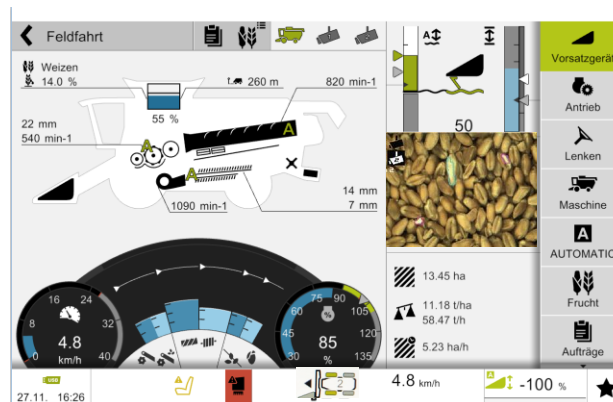 Feldfahrt
Weizen
14.0 %
260 m
820 min-1
55 %
22 mm
540 min-1
A
A
A
1090 min-1
14 mm
7 mm
A
50
Vorsatzgerät
Antrieb
Lenken
Maschine
A
AUTOMATIC
Frucht
Aufträge
13.45 ha
11.18 t/ha
58.47 t/h
5.23 ha/h
0
8
16
24
32
40
4.8
km/h
30
45
60
75
90
105
120
135
%
85
%
USB
27.11. 16:26
2
4.8 km/h
A
-100 %